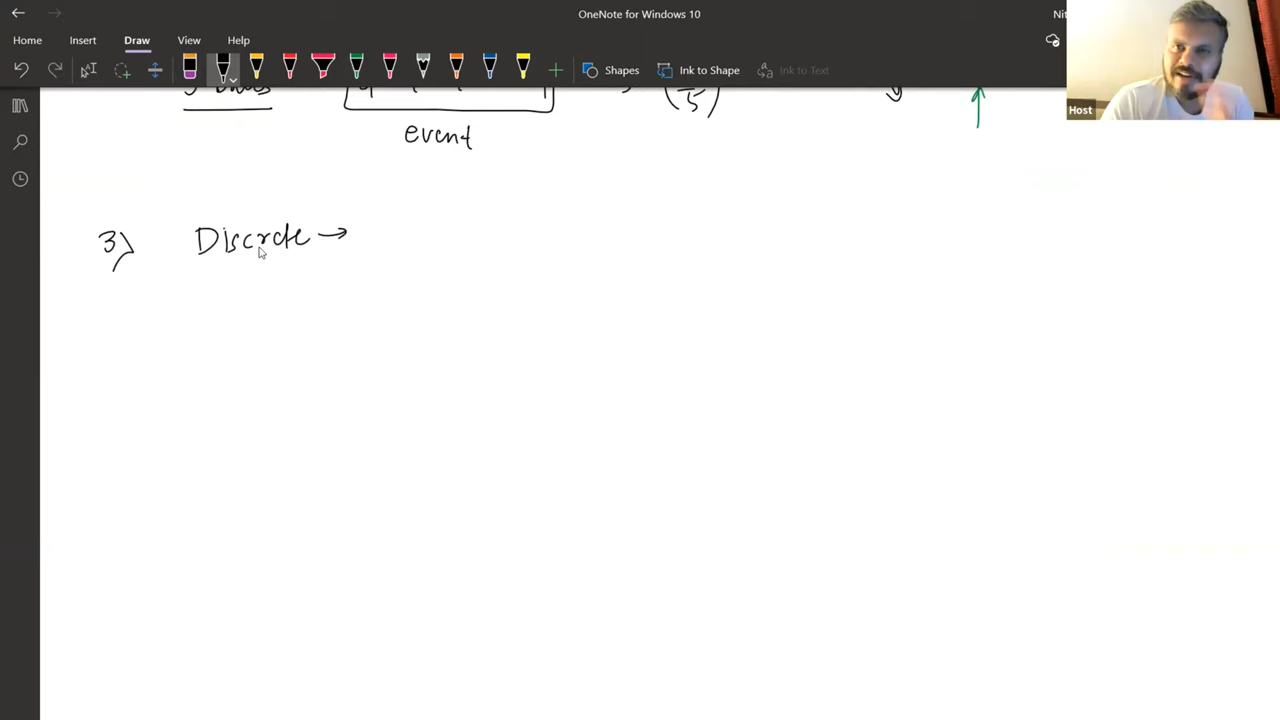 OneNote for Windows 10
Home Insert Draw View Help
Shapes Ink to Shape Ink to Text
Host
5
event
3) Discrete →